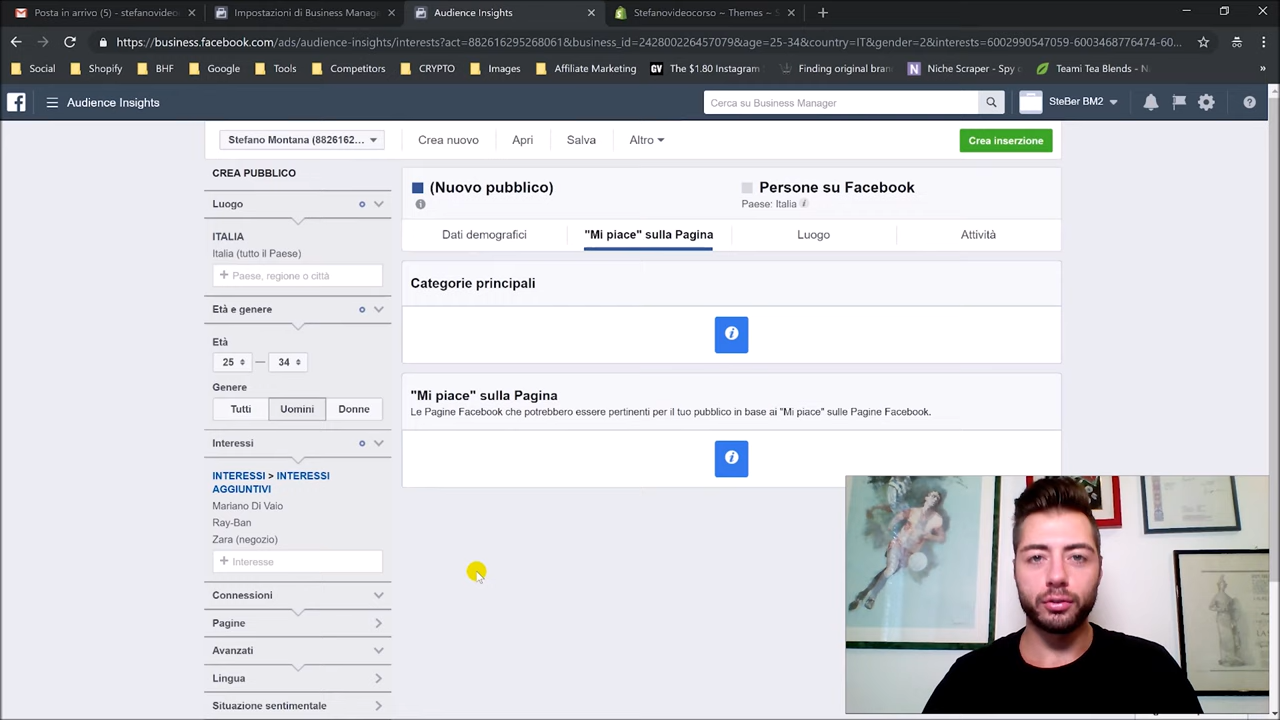 Posta in arrivo (5) - stefanovideo
Impostazioni di Business Manag
Audience Insights
Stefanovideocorso ~ Themes ~ S
https://business.facebook.com/ads/audience-insights/interests?act=882616295268061&business_id=242800226457079&age=25-34&country=IT&gender=2&interests=6002990547059-6003468776474-60...
Social
Shopify
BHF
Google
Tools
Competitors
CRYPTO
Images
Affiliate Marketing
GV The $1.80 Instagram
Finding original bran
N Niche Scraper - Spy
Teami Tea Blends -
»
Audience Insights
Cerca su Business Manager
SteBer BM2
Stefano Montana (8826162...
Crea nuovo
Apri
Salva
Altro
Crea inserzione
CREA PUBBLICO
Luogo
ITALIA
Italia (tutto il Paese)
+ Paese, regione o città
Età e genere
Età
25 — 34
Genere
Tutti
Uomini
Donne
Interessi
INTERESSI > INTERESSI
AGGIUNTIVI
Mariano Di Vaio
Ray-Ban
Zara (negozio)
+ Interesse
Connessioni
Pagine
Avanzati
Lingua
Situazione sentimentale
(Nuovo pubblico)
Persone su Facebook
Paese: Italia
Dati demografici
"Mi piace" sulla Pagina
Luogo
Attività
Categorie principali
"Mi piace" sulla Pagina
Le Pagine Facebook che potrebbero essere pertinenti per il tuo pubblico in base ai "Mi piace" sulle Pagine Facebook.